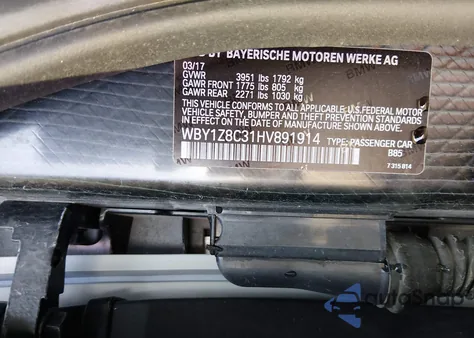 BY BAYERISCHE MOTOREN WERKE AG
03/17
GVWR 3951 lbs 1792 kg
GAWR FRONT 1775 lbs 805 kg
GAWR REAR 2271 lbs 1030 kg
THIS VEHICLE CONFORMS TO ALL APPLICABLE U.S. FEDERAL MOTOR
VEHICLE SAFETY, BUMPER AND THEFT PREVENTION STANDARDS
IN EFFECT ON THE DATE OF MANUFACTURE SHOWN ABOVE.
WBY1Z8C31HV891914 TYPE: PASSENGER CAR
B85
7 315 814
autoSnap